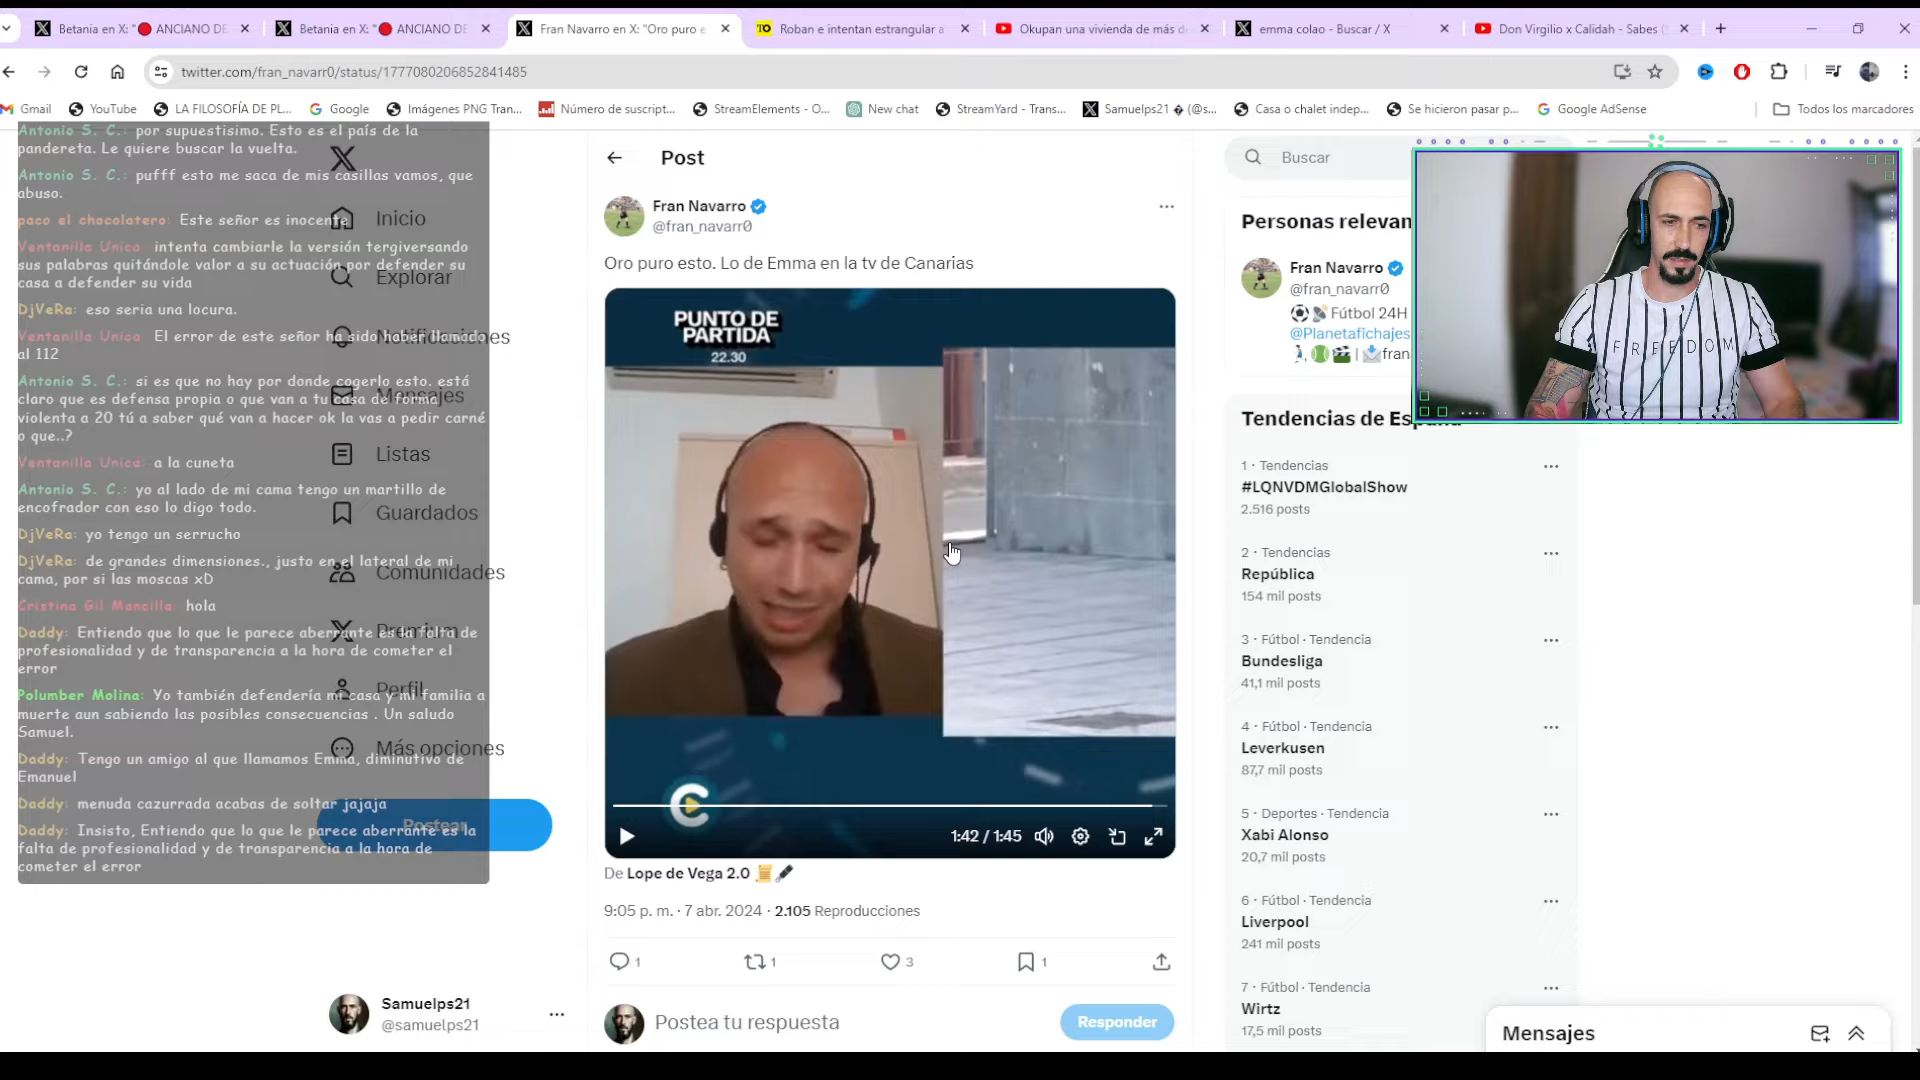 Betania en X: "🔴 ANCIANO DE
Betania en X: "🔴 ANCIANO DE
Fran Navarro en X: "Oro puro e
Roban e intentan estrangular a
Okupan una vivienda de más d
emma colao - Buscar / X
Don Virgilio x Calidah - Sabes (
twitter.com/fran_navarr0/status/1777080206852841485
Gmail
YouTube
LA FILOSOFÍA DE PL...
Google
Imágenes PNG Tran...
Número de suscript...
StreamElements - O...
New chat
StreamYard - Trans...
Samuelps21 � (@s...
Casa o chalet indep...
Se hicieron pasar p...
Google AdSense
Todos los marcadores
Antonio S. C.: por supuestisimo. Esto es el país de la
pandereta. Le quiere buscar la vuelta.
Antonio S. C.: pufff esto me saca de mis casillas vamos, que
abuso.
paco el chocolatero: Este señor es inocente
Ventanilla Unica: intenta cambiarle la versión tergiversando
sus palabras quitándole valor a su actuación por defender su
casa a defender su vida
DjVeRa: eso seria una locura.
Ventanilla Unica: El error de este señor ha sido haber llamado
al 112
Antonio S. C.: si es que no hay por donde cogerlo esto. está
claro que es defensa propia o que van a tu casa de forma
violenta a 20 tú a saber qué van a hacer ok la vas a pedir carné
o que..?
Ventanilla Unica: a la cuneta
Antonio S. C.: yo al lado de mi cama tengo un martillo de
encofrador con eso lo digo todo.
DjVeRa: yo tengo un serrucho
DjVeRa: de grandes dimensiones., justo en el lateral de mi
cama, por si las moscas xD
Cristina Gil Mancilla: hola
Daddy: Entiendo que lo que le parece aberrante es la falta de
profesionalidad y de transparencia a la hora de cometer el
error
Polumber Molina: Yo también defendería mi casa y mi familia a
muerte aun sabiendo las posibles consecuencias . Un saludo
Samuel.
Daddy: Tengo un amigo al que llamamos Emma, diminutivo de
Emanuel
Daddy: menuda cazurrada acabas de soltar jajaja
Daddy: Insisto, Entiendo que lo que le parece aberrante es la
falta de profesionalidad y de transparencia a la hora de
cometer el error
Inicio
Explorar
Notificaciones
Mensajes
Listas
Guardados
Comunidades
Premium
Perfil
Más opciones
Postear
Samuelps21
@samuelps21
Post
Fran Navarro
@fran_navarr0
Oro puro esto. Lo de Emma en la tv de Canarias
PUNTO DE
PARTIDA
22.30
1:42 / 1:45
De Lope de Vega 2.0 📜🖋
9:05 p. m. · 7 abr. 2024 · 2.105 Reproducciones
1
1
3
1
Postea tu respuesta
Responder
Buscar
Personas relevan
Fran Navarro
@fran_navarr0
⚽📡Fútbol 24H
@Planetafichajes
| 📩fran
FREEDOM
Tendencias de España
1 · Tendencias
#LQNVDMGlobalShow
2.516 posts
2 · Tendencias
República
154 mil posts
3 · Fútbol · Tendencia
Bundesliga
41,1 mil posts
4 · Fútbol · Tendencia
Leverkusen
87,7 mil posts
5 · Deportes · Tendencia
Xabi Alonso
20,7 mil posts
6 · Fútbol · Tendencia
Liverpool
241 mil posts
7 · Fútbol · Tendencia
Wirtz
17,5 mil posts
Mensajes